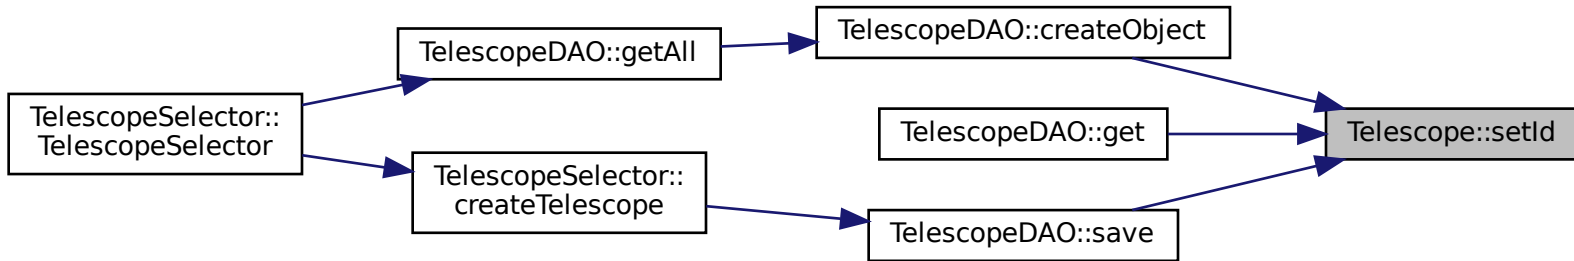 TelescopeDAO::createObject
TelescopeDAO::getAll
TelescopeSelector::
TelescopeSelector
TelescopeDAO::get
Telescope::setId
TelescopeSelector::
createTelescope
TelescopeDAO::save